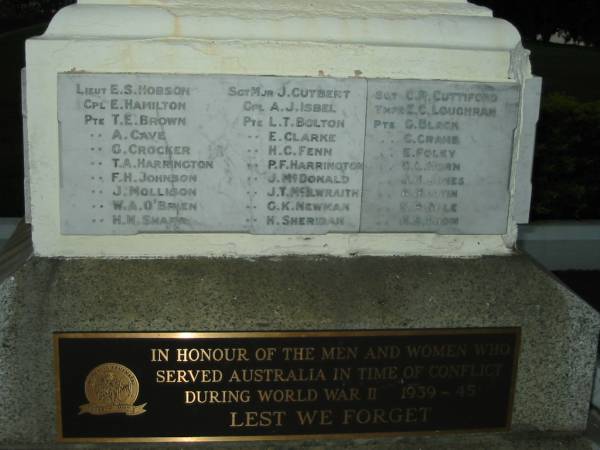 LIEUT E.S. HOBSON
CPL E. HAMILTON
PTE T.E. BROWN
" A. CAVE
" G. CROCKER
" T.A. HARRINGTON
" F.H. JOHNSON
" J. MOLLISON
" W.A. O'BRIEN
" H.W.
SGT MJR J. CUTBERT
CPL A.J. ISBEL
PTE L.T. BOLTON
" E. CLARKE
" H.C. FENN
" P.F. HARRINGTON
" J. McDONALD
" J.T. McILWRAITH
" G.K. NEWMAN
" K. SHERIDAN
SGT CUTTIFORD
E.C. LOUGHRAN
PTE G. BLACK
" CRANE
" E. FOLEY
" HORN
"
"
"
"
IN HONOUR OF THE MEN AND WOMEN WHO
SERVED AUSTRALIA IN TIME OF CONFLICT
DURING WORLD WAR II 1939 - 45
LEST WE FORGET